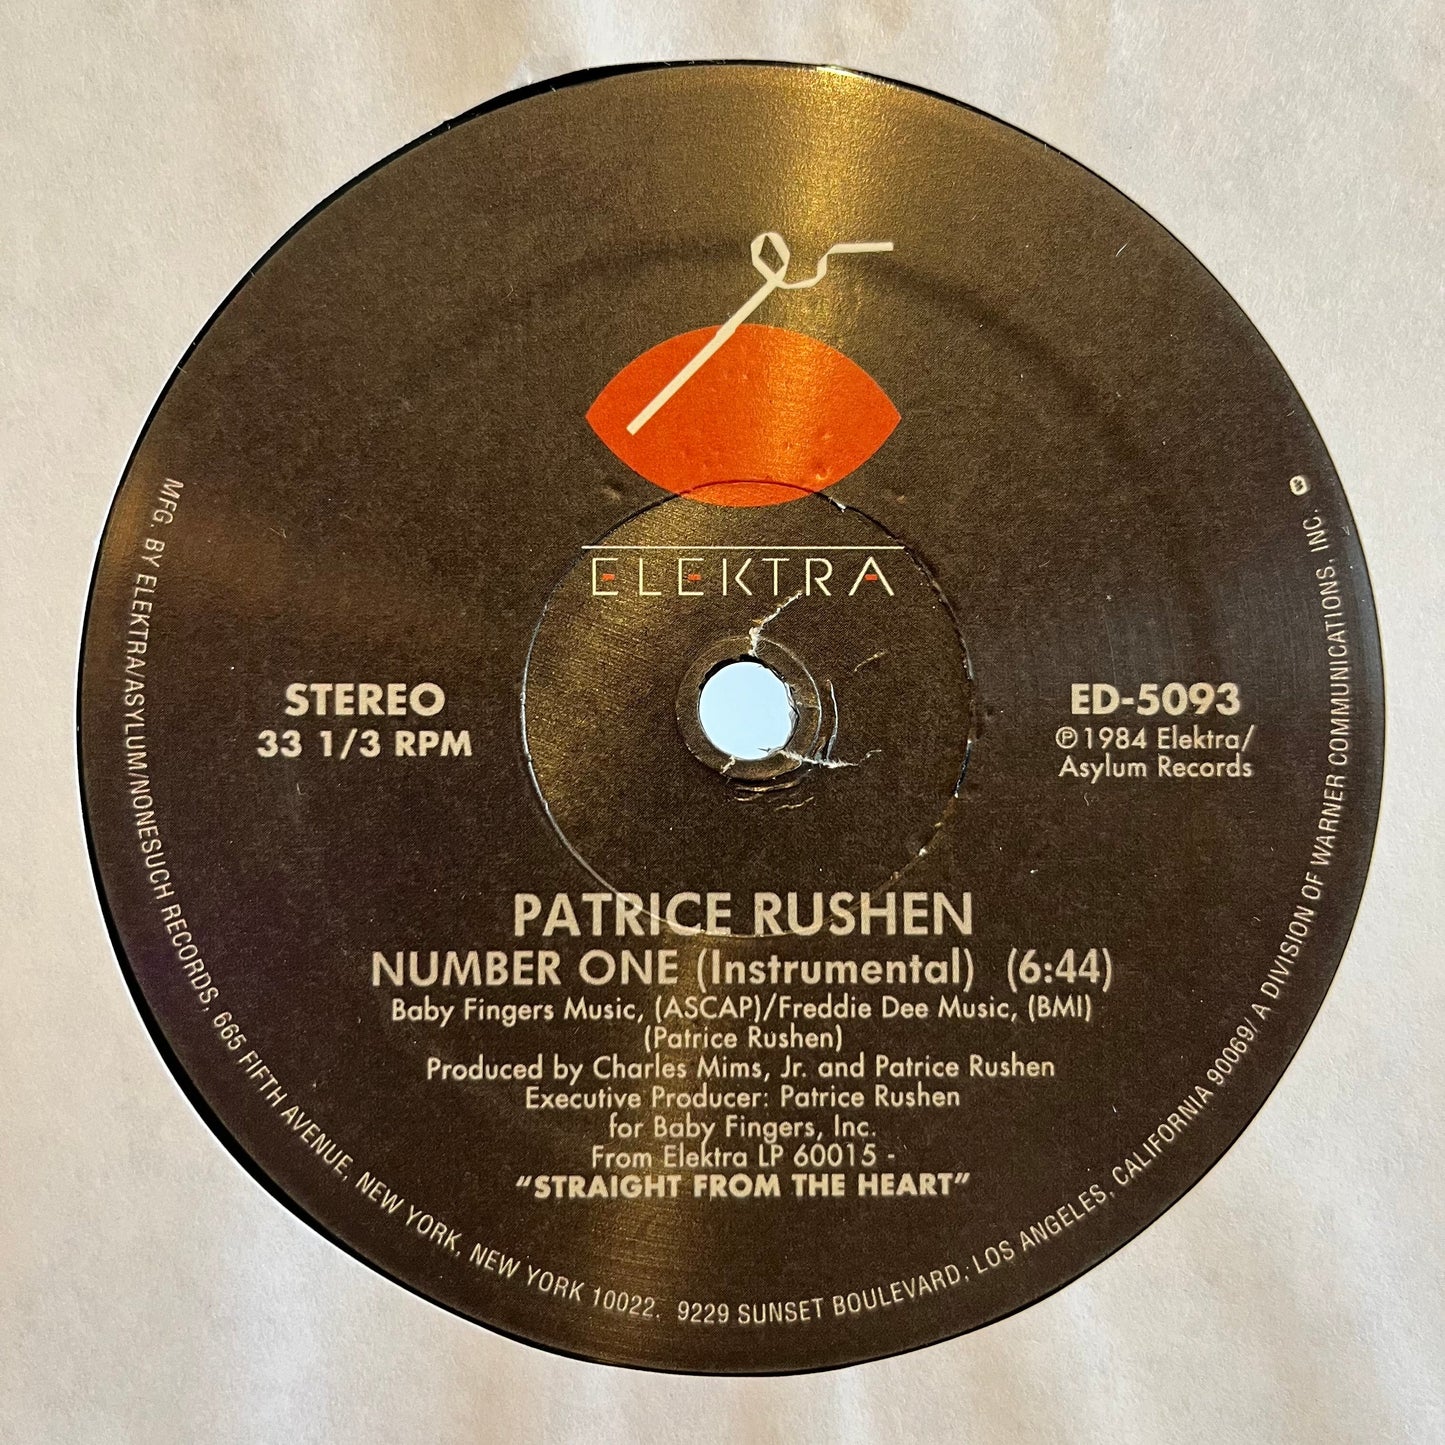 ELEKTRA
STEREO
33 1/3 RPM
ED-5093
℗1984 Elektra/
Asylum Records
PATRICE RUSHEN
NUMBER ONE (Instrumental) (6:44)
Baby Fingers Music, (ASCAP)/Freddie Dee Music, (BMI)
(Patrice Rushen)
Produced by Charles Mims, Jr. and Patrice Rushen
Executive Producer: Patrice Rushen
for Baby Fingers, Inc.
From Elektra LP 60015 -
“STRAIGHT FROM THE HEART”
MFG. BY ELEKTRA/ASYLUM/NONESUCH RECORDS, 665 FIFTH AVENUE, NEW YORK, NEW YORK 10022. 9229 SUNSET BOULEVARD, LOS ANGELES, CALIFORNIA 90069/ A DIVISION OF WARNER COMMUNICATIONS, INC.